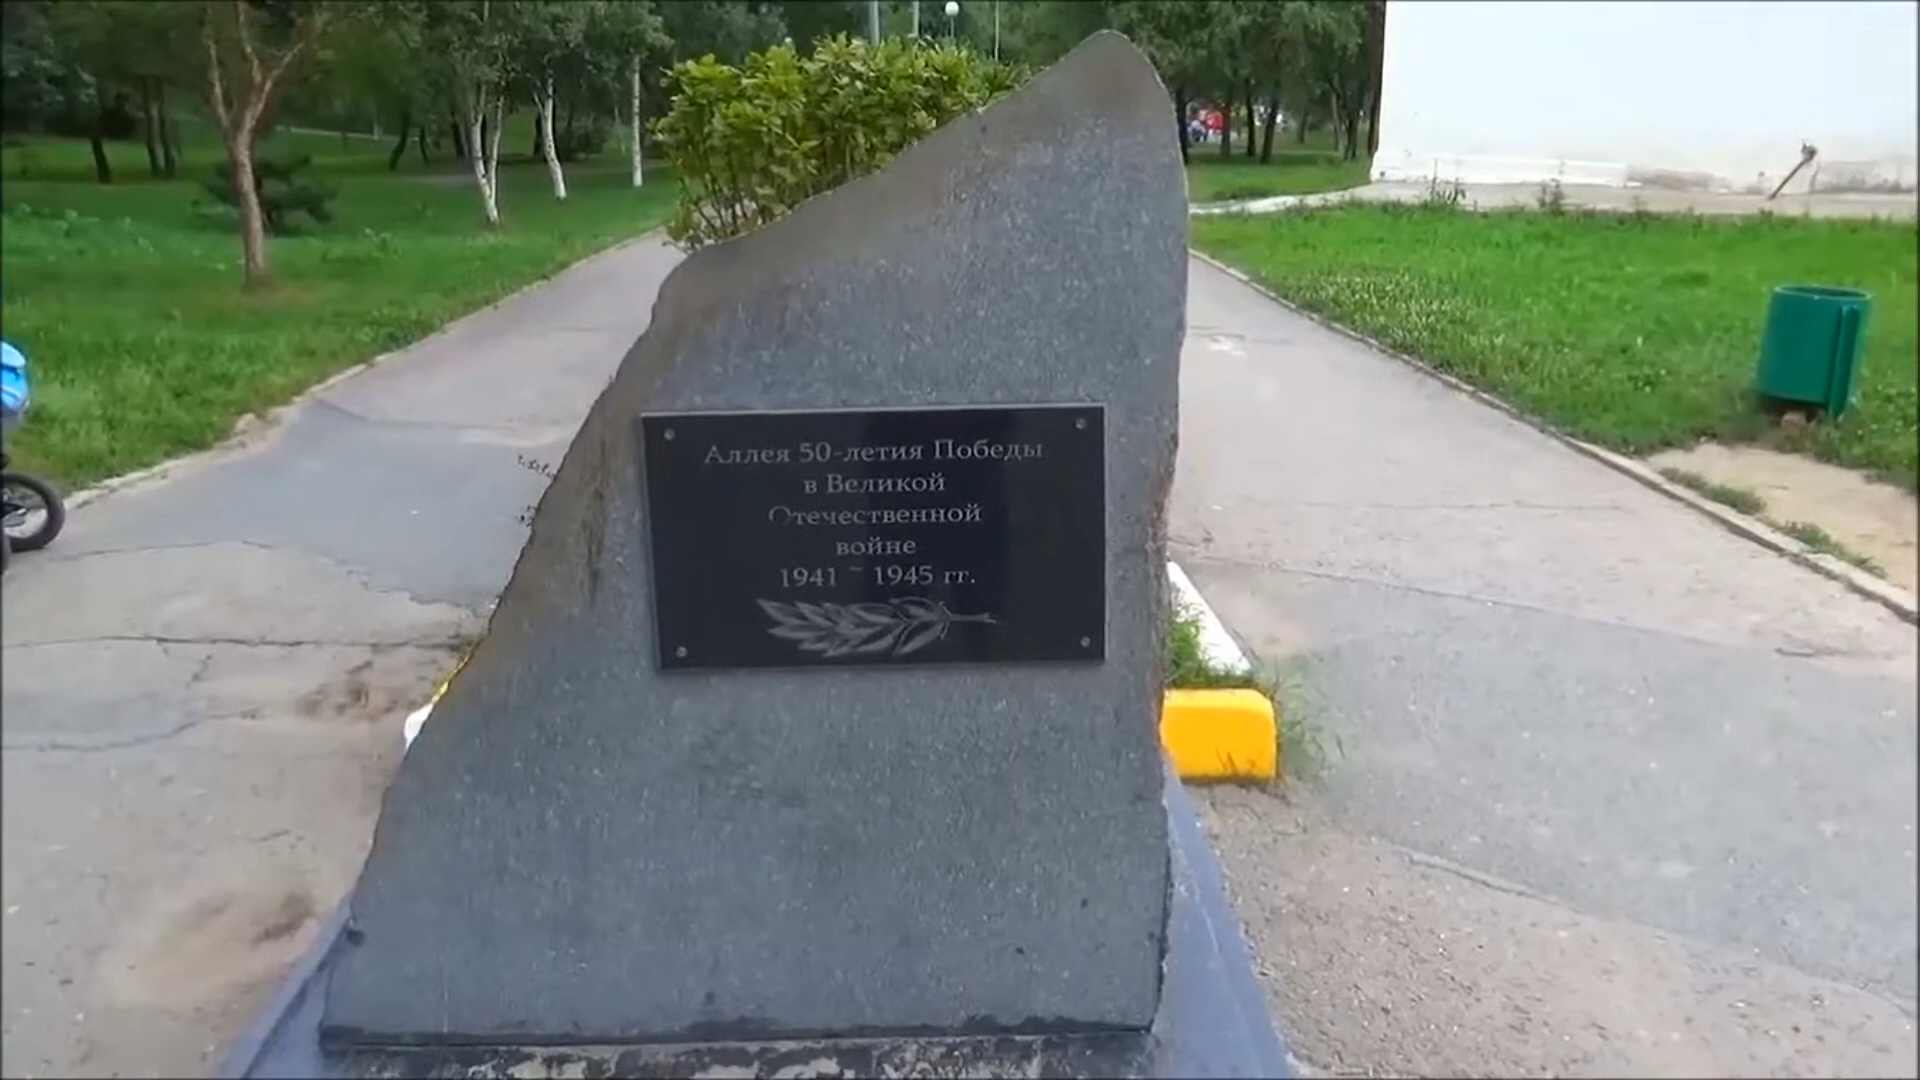 Аллея 50-летия Победы
в Великой
Отечественной
войне
1941 - 1945 гг.